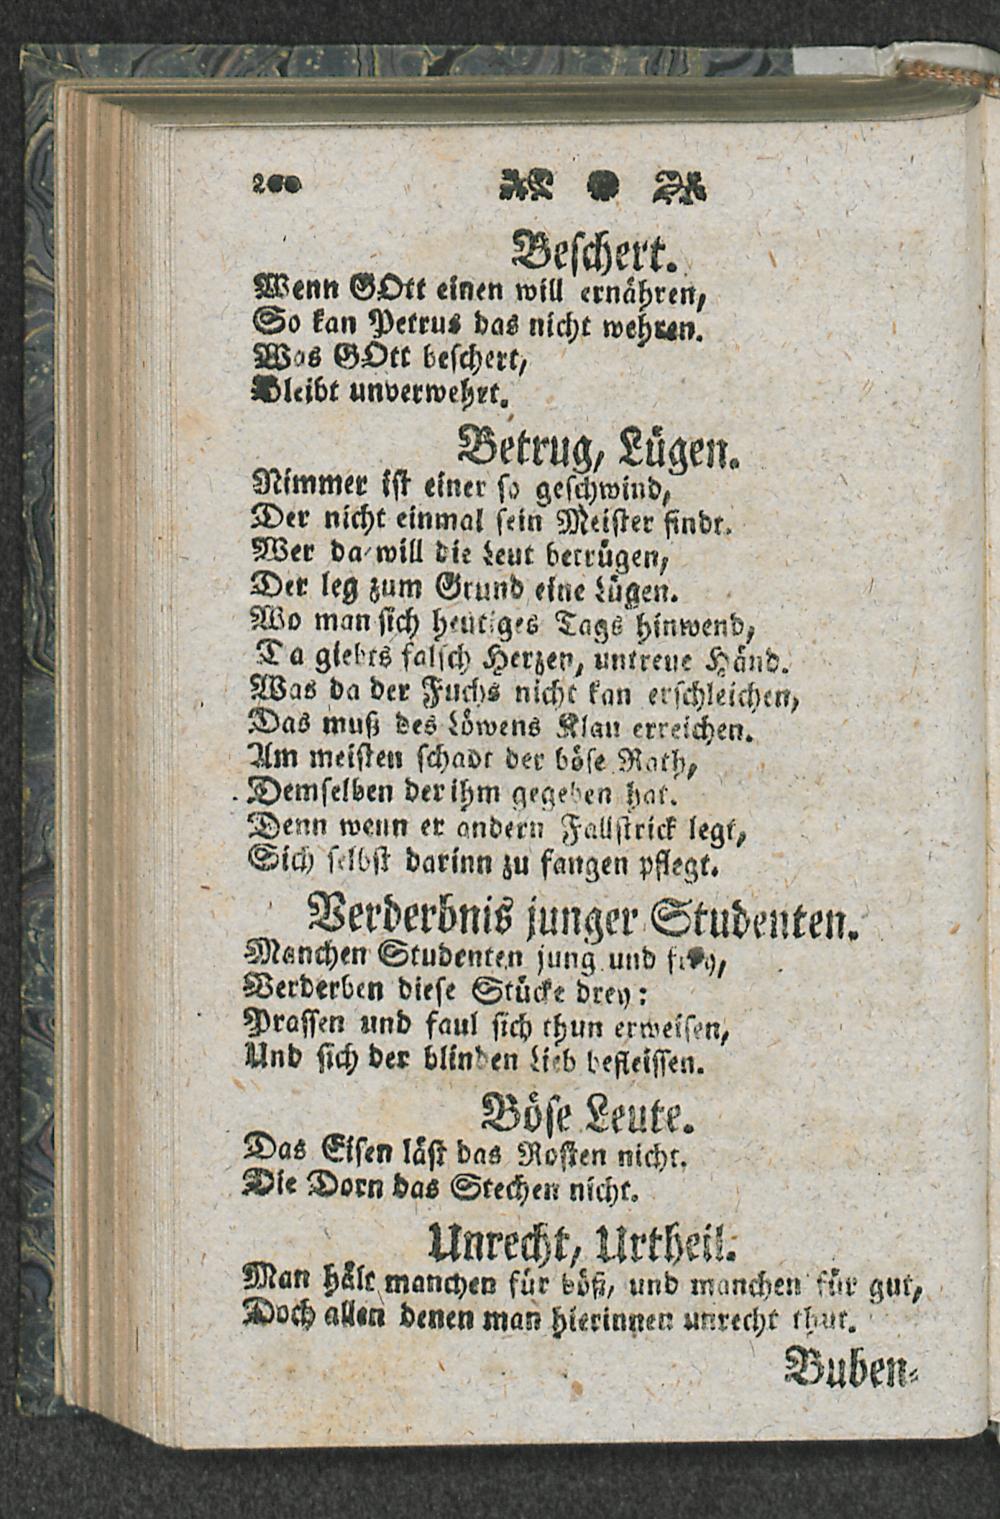 200
Beschert.
Wenn GOtt einen will ernähren,
So kan Petrus das nicht wehren.
Was GOtt beschert,
Bleibt unverwehrt.
Betrug, Lügen.
Nimmer ist einer so geschwind,
Der nicht einmal sein Meister findt.
Wer da will die Leut betrügen,
Der leg zum Grund eine Lügen.
Wo man sich heutiges Tags hinwend,
Da giebts falsch Herzen, untreue Händ.
Was da der Fuchs nicht kan erschleichen,
Das muß des Löwens Klau erreichen.
Am meisten schadt der böse Rath,
Demselben der ihm gegeben hat.
Denn wenn er andern Fallstrick legt,
Sich selbst darinn zu fangen pflegt.
Verderbnis junger Studenten.
Manchen Studenten jung und frey,
Verderben diese Stücke drey:
Prassen und faul sich thun erweisen,
Und sich der blinden Lieb befleissen.
Böse Leute.
Das Eisen läst das Rosten nicht.
Die Dorn das Stechen nicht.
Unrecht, Urtheil.
Man hält manchen für böß, und manchen für gut,
Doch allen denen man hierinnen unrecht thut.
Buben-